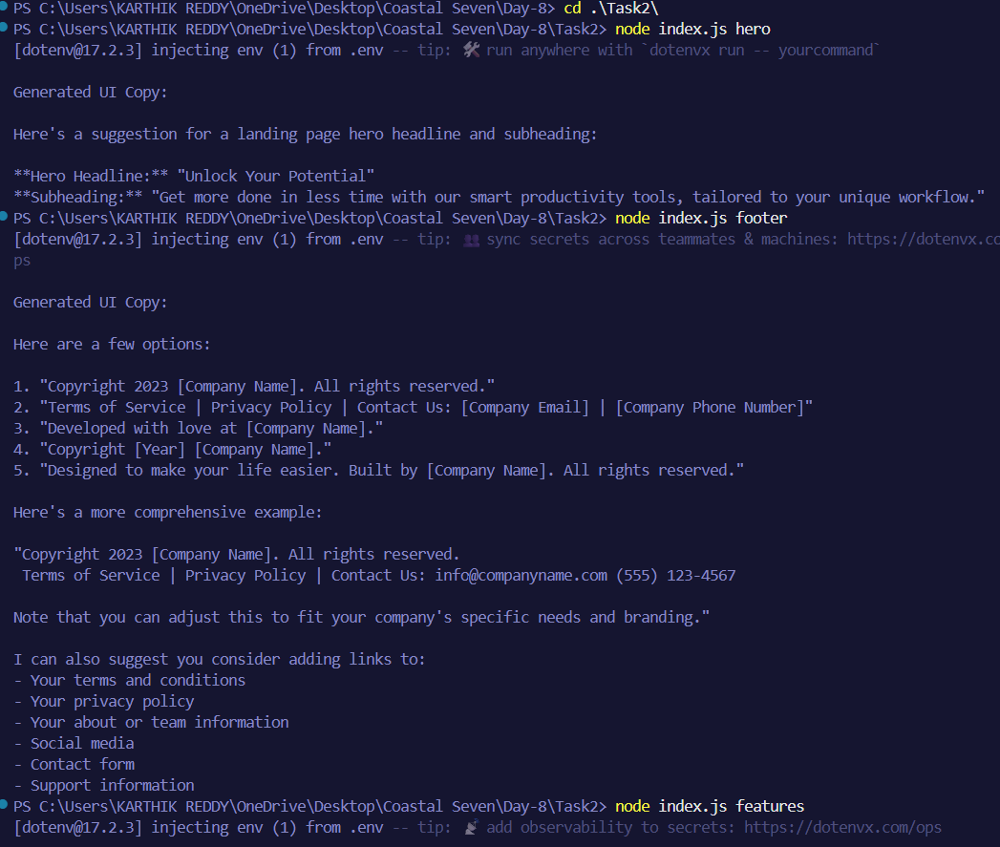 PS C:\Users\KARTHIK REDDY\OneDrive\Desktop\Coastal Seven\Day-8> cd .\Task2\
PS C:\Users\KARTHIK REDDY\OneDrive\Desktop\Coastal Seven\Day-8\Task2> node index.js hero
[dotenv@17.2.3] injecting env (1) from .env -- tip: 🛠️ run anywhere with `dotenvx run -- yourcommand`
Generated UI Copy:
Here's a suggestion for a landing page hero headline and subheading:
**Hero Headline:** "Unlock Your Potential"
**Subheading:** "Get more done in less time with our smart productivity tools, tailored to your unique workflow."
PS C:\Users\KARTHIK REDDY\OneDrive\Desktop\Coastal Seven\Day-8\Task2> node index.js footer
[dotenv@17.2.3] injecting env (1) from .env -- tip: 👥 sync secrets across teammates & machines: https://dotenvx.co
ps
Generated UI Copy:
Here are a few options:
1. "Copyright 2023 [Company Name]. All rights reserved."
2. "Terms of Service | Privacy Policy | Contact Us: [Company Email] | [Company Phone Number]"
3. "Developed with love at [Company Name]."
4. "Copyright [Year] [Company Name]."
5. "Designed to make your life easier. Built by [Company Name]. All rights reserved."
Here's a more comprehensive example:
"Copyright 2023 [Company Name]. All rights reserved.
Terms of Service | Privacy Policy | Contact Us: info@companyname.com (555) 123-4567
Note that you can adjust this to fit your company's specific needs and branding."
I can also suggest you consider adding links to:
- Your terms and conditions
- Your privacy policy
- Your about or team information
- Social media
- Contact form
- Support information
PS C:\Users\KARTHIK REDDY\OneDrive\Desktop\Coastal Seven\Day-8\Task2> node index.js features
[dotenv@17.2.3] injecting env (1) from .env -- tip: 📡 add observability to secrets: https://dotenvx.com/ops